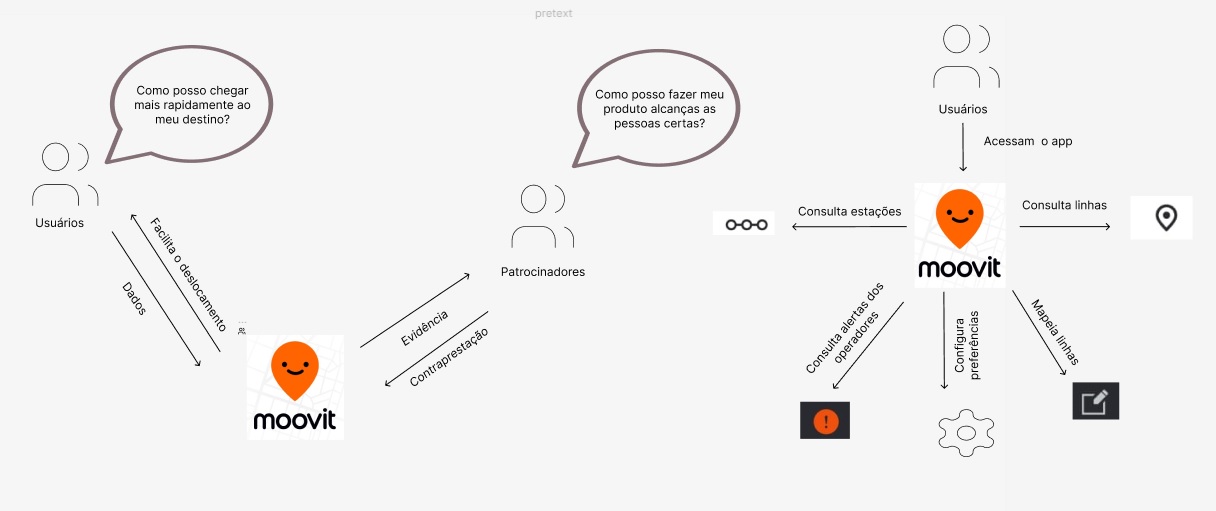 pretext
Como posso chegar
mais rapidamente ao
meu destino?
Usuários
Facilita o deslocamento
Dados
moovit
Como posso fazer meu
produto alcanças as
pessoas certas?
Patrocinadores
Evidência
Contraprestação
Usuários
Acessam o app
moovit
Consulta estações
Consulta linhas
Consulta alertas dos
operadores
Configura
preferências
Mapeia linhas